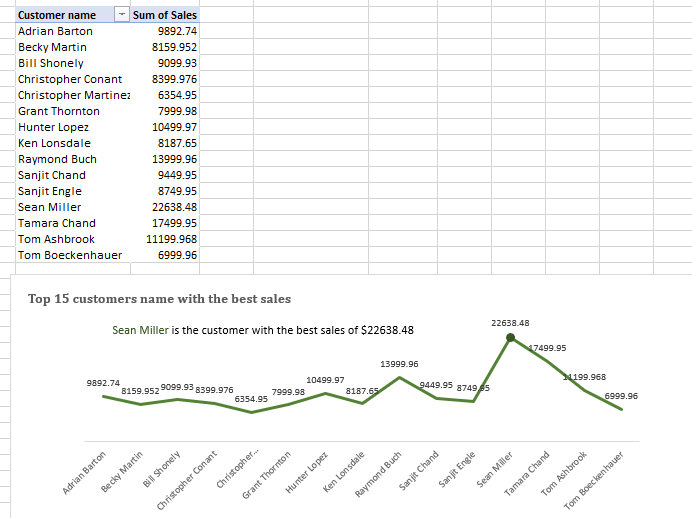 Customer name Sum of Sales
Adrian Barton 9892.74
Becky Martin 8159.952
Bill Shonely 9099.93
Christopher Conant 8399.976
Christopher Martinez 6354.95
Grant Thornton 7999.98
Hunter Lopez 10499.97
Ken Lonsdale 8187.65
Raymond Buch 13999.96
Sanjit Chand 9449.95
Sanjit Engle 8749.95
Sean Miller 22638.48
Tamara Chand 17499.95
Tom Ashbrook 11199.968
Tom Boeckenhauer 6999.96
Top 15 customers name with the best sales
Sean Miller is the customer with the best sales of $22638.48
9892.74
8159.952
9099.93
8399.976
6354.95
7999.98
10499.97
8187.65
13999.96
9449.95
8749.95
22638.48
17499.95
11199.968
6999.96
Adrian Barton
Becky Martin
Bill Shonely
Christopher Conant
Christopher...
Grant Thornton
Hunter Lopez
Ken Lonsdale
Raymond Buch
Sanjit Chand
Sanjit Engle
Sean Miller
Tamara Chand
Tom Ashbrook
Tom Boeckenhauer